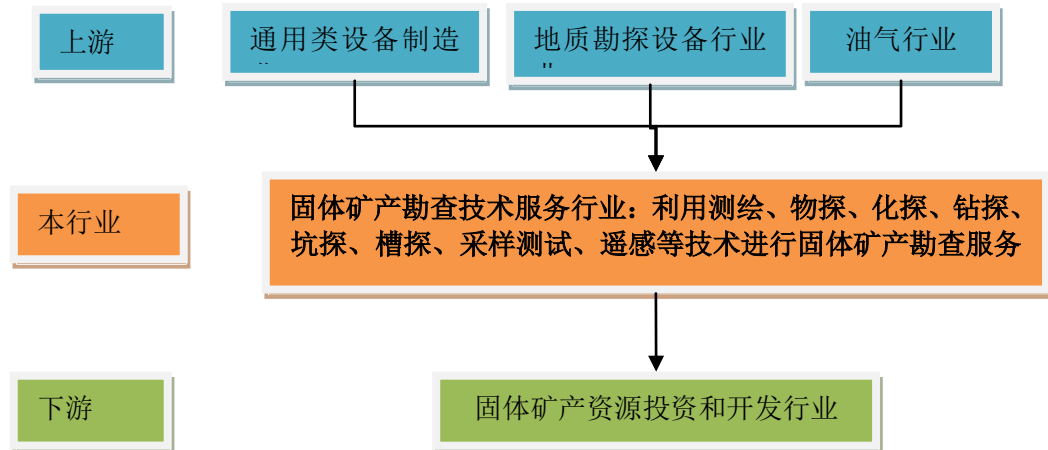 上游
通用类设备制造
地质勘探设备行业
油气行业
本行业
固体矿产勘查技术服务行业：利用测绘、物探、化探、钻探、
坑探、槽探、采样测试、遥感等技术进行固体矿产勘查服务
下游
固体矿产资源投资和开发行业